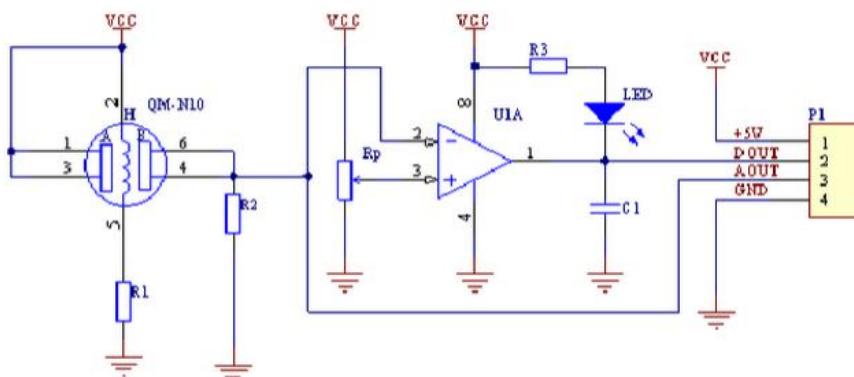 VCC
VCC
VCC
VCC
R3
LED
P1
QM-N10
H
2
A
B
1
3
6
4
5
R1
R2
Rp
U1A
8
2
3
4
1
C1
+5V
DOUT
AOUT
GND
1
2
3
4